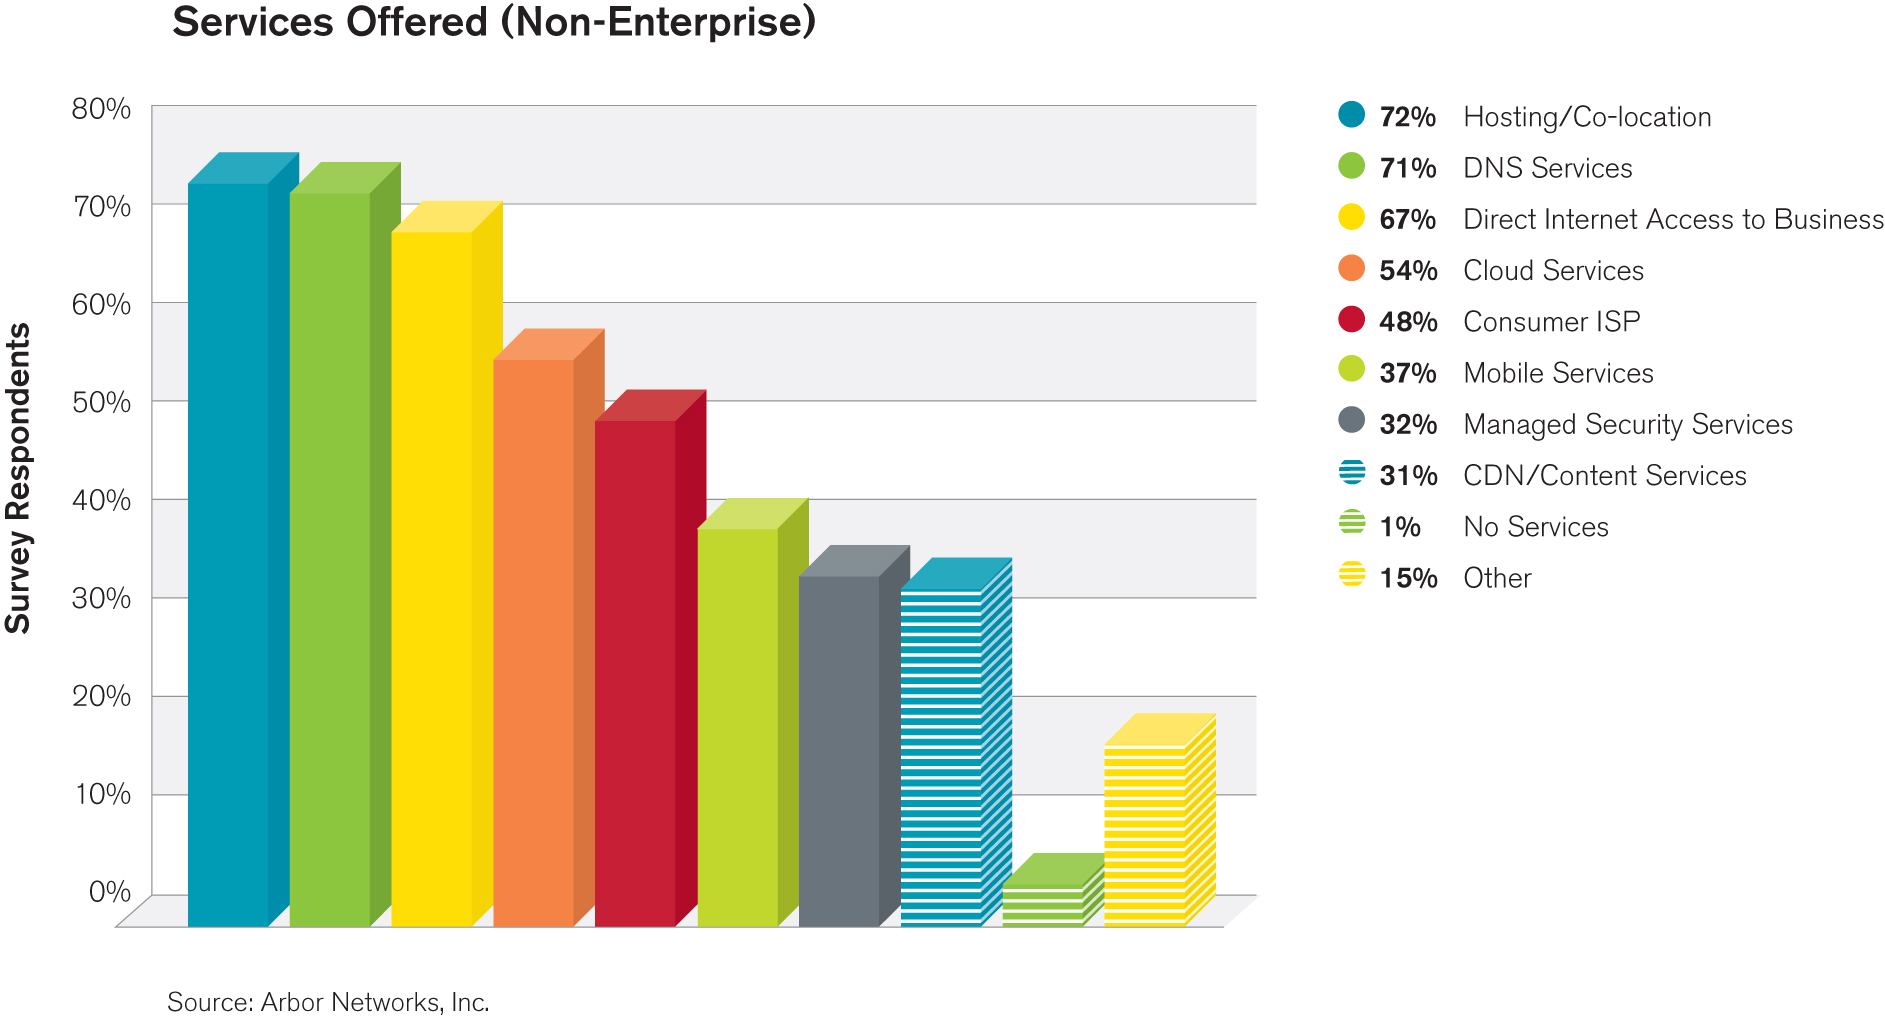 Services Offered (Non-Enterprise)
80%
70%
60%
50%
40%
30%
20%
10%
0%
Survey Respondents
72% Hosting/Co-location
71% DNS Services
67% Direct Internet Access to Business
54% Cloud Services
48% Consumer ISP
37% Mobile Services
32% Managed Security Services
31% CDN/Content Services
1% No Services
15% Other
Source: Arbor Networks, Inc.